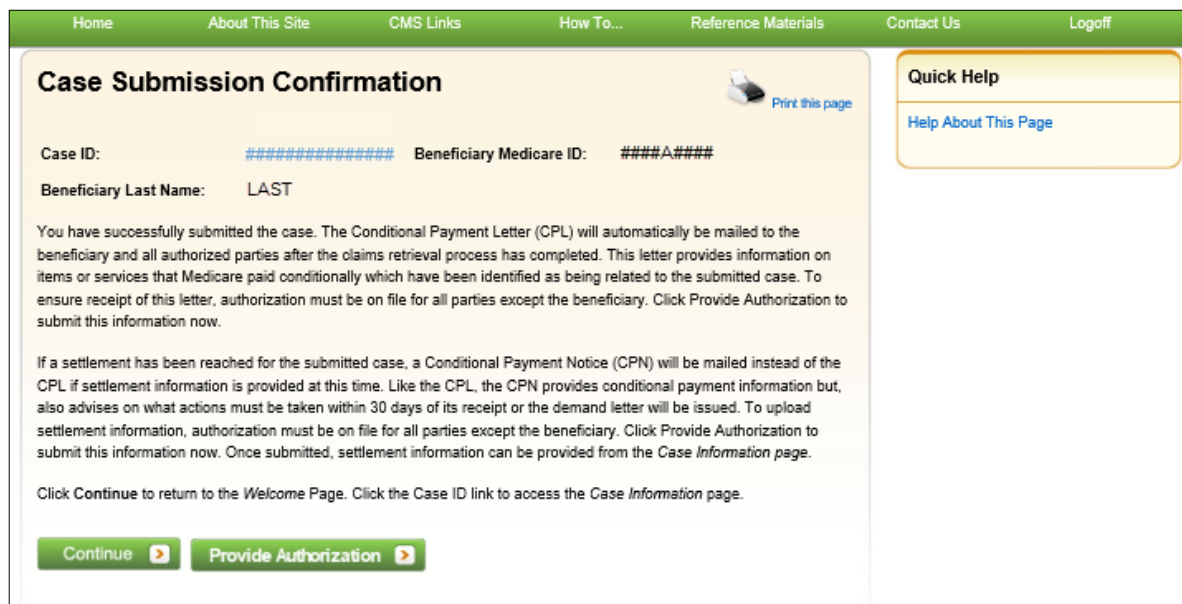 Home About This Site CMS Links How To... Reference Materials Contact Us Logoff
Case Submission Confirmation
Print this page
Quick Help
Help About This Page
Case ID: ############### Beneficiary Medicare ID: ####A####
Beneficiary Last Name: LAST
You have successfully submitted the case. The Conditional Payment Letter (CPL) will automatically be mailed to the
beneficiary and all authorized parties after the claims retrieval process has completed. This letter provides information on
items or services that Medicare paid conditionally which have been identified as being related to the submitted case. To
ensure receipt of this letter, authorization must be on file for all parties except the beneficiary. Click Provide Authorization to
submit this information now.
If a settlement has been reached for the submitted case, a Conditional Payment Notice (CPN) will be mailed instead of the
CPL if settlement information is provided at this time. Like the CPL, the CPN provides conditional payment information but,
also advises on what actions must be taken within 30 days of its receipt or the demand letter will be issued. To upload
settlement information, authorization must be on file for all parties except the beneficiary. Click Provide Authorization to
submit this information now. Once submitted, settlement information can be provided from the Case Information page.
Click Continue to return to the Welcome Page. Click the Case ID link to access the Case Information page.
Continue Provide Authorization